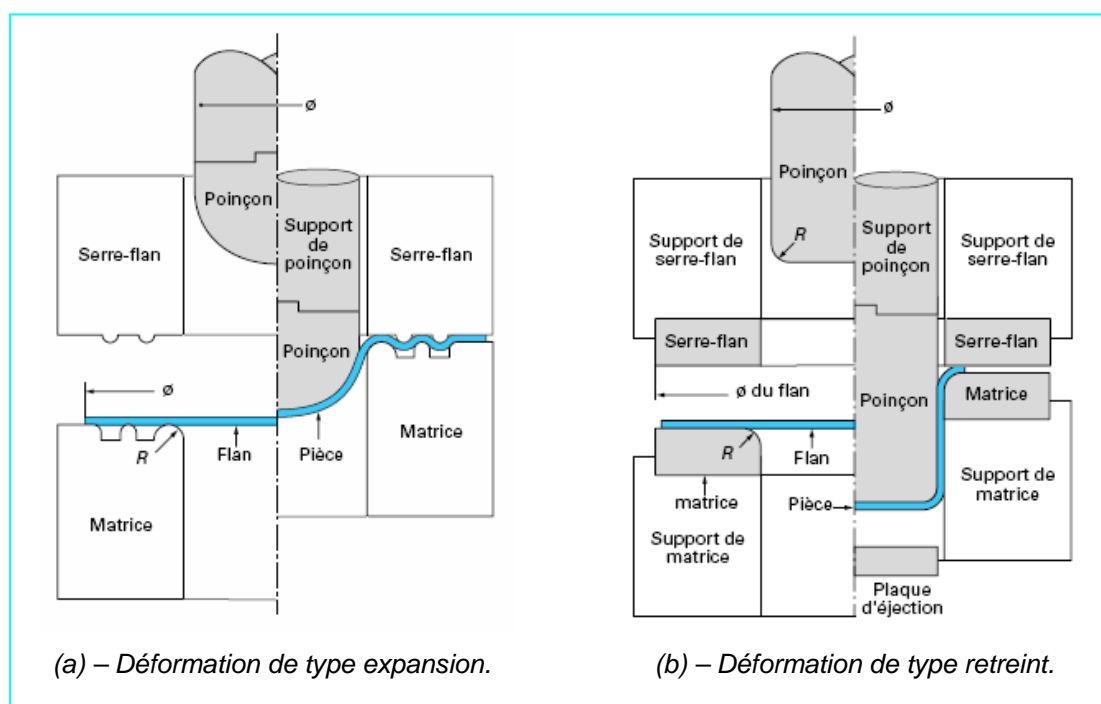 ø
Poinçon
Serre-flan
Support
de
poinçon
Serre-flan
Poinçon
ø
R
Flan
Pièce
Matrice
Matrice
(a) – Déformation de type expansion.
ø
Poinçon
R
Support de
serre-flan
Support
de
poinçon
Support de
serre-flan
Serre-flan
Serre-flan
ø du flan
Poinçon
Matrice
R
Flan
matrice
Pièce
Support de
matrice
Support de
matrice
Plaque
d'éjection
(b) – Déformation de type retreint.